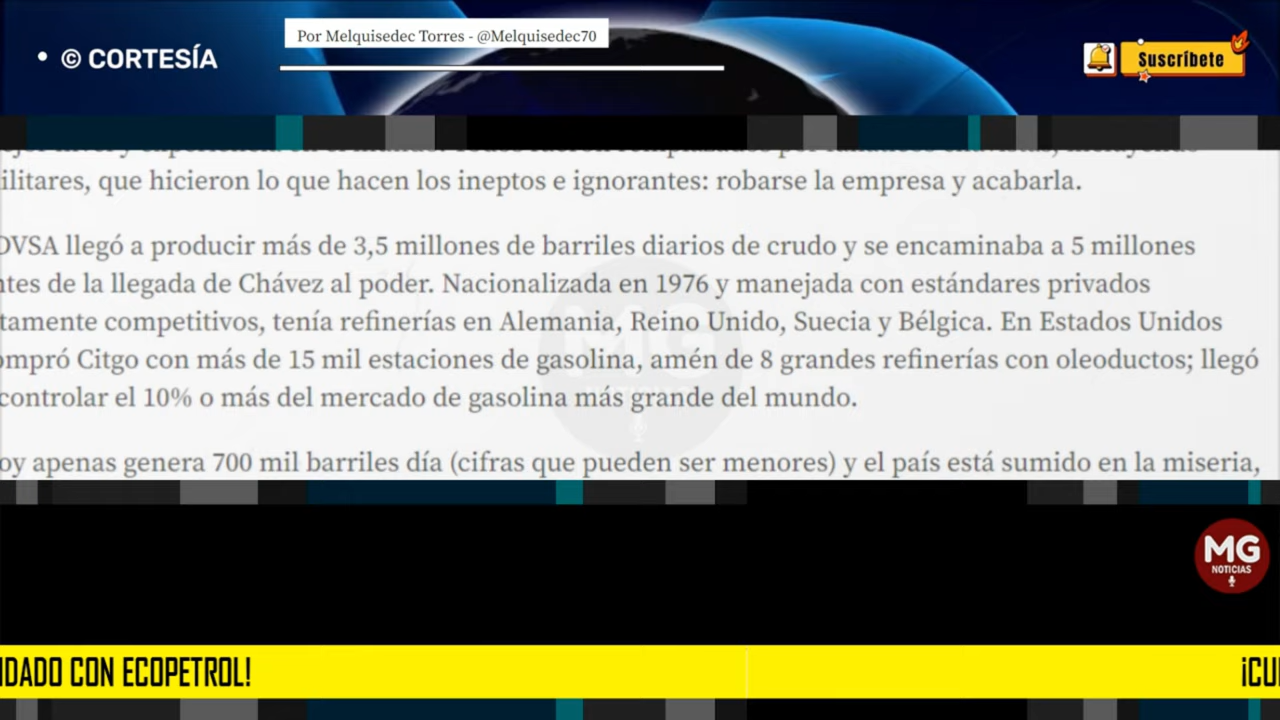 Por Melquisedec Torres - @Melquisedec70
• © CORTESÍA
Suscríbete
ilitares, que hicieron lo que hacen los ineptos e ignorantes: robarse la empresa y acabarla.
DVSA llegó a producir más de 3,5 millones de barriles diarios de crudo y se encaminaba a 5 millones
ntes de la llegada de Chávez al poder. Nacionalizada en 1976 y manejada con estándares privados
tamente competitivos, tenía refinerías en Alemania, Reino Unido, Suecia y Bélgica. En Estados Unidos
ompró Citgo con más de 15 mil estaciones de gasolina, amén de 8 grandes refinerías con oleoductos; llegó
controlar el 10% o más del mercado de gasolina más grande del mundo.
oy apenas genera 700 mil barriles día (cifras que pueden ser menores) y el país está sumido en la miseria,
MG
NOTICIAS
IDADO CON ECOPETROL!
¡CUI